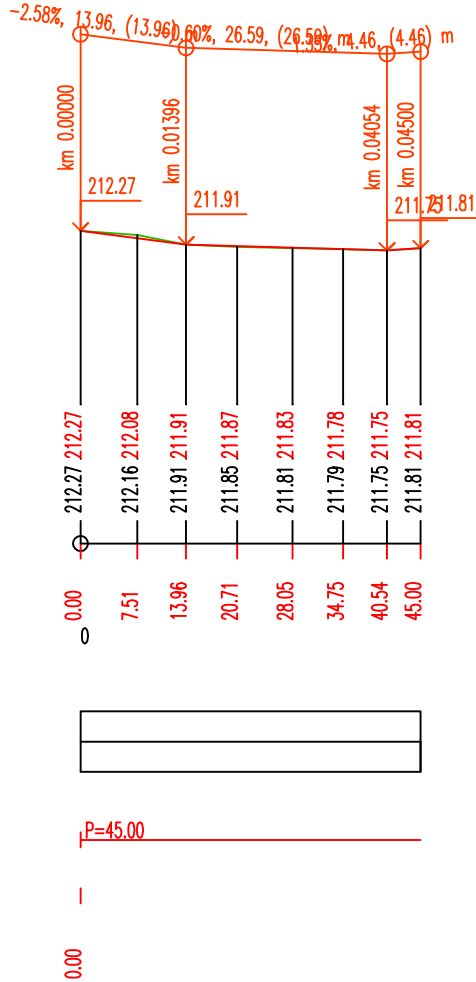 -2.58%, 13.96, (13.96) m
-0.60%, 26.59, (26.59) m
1.35%, 4.46, (4.46) m
km 0.00000
km 0.01396
km 0.04054
km 0.04500
212.27
211.91
211.75
211.81
212.27 212.08 211.91 211.87 211.83 211.78 211.75 211.81
212.27 212.16 211.91 211.85 211.81 211.79 211.75 211.81
0.00 7.51 13.96 20.71 28.05 34.75 40.54 45.00
0
P=45.00
0.00